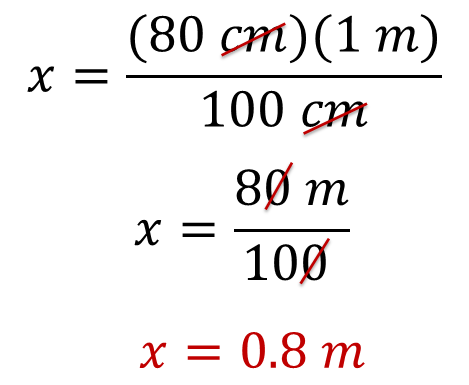 x = (80 cm)(1 m) / 100 cm
x = 80 m / 100
x = 0.8 m